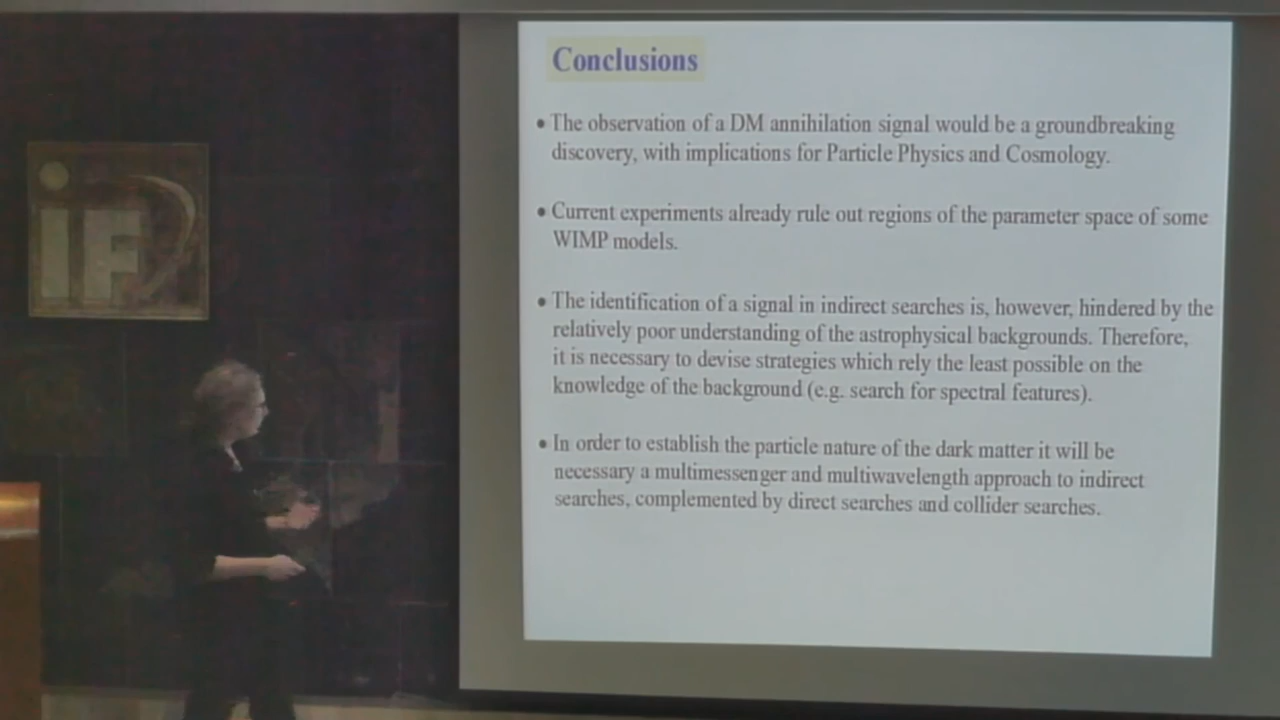 iF
Conclusions
• The observation of a DM annihilation signal would be a groundbreaking
discovery, with implications for Particle Physics and Cosmology.
• Current experiments already rule out regions of the parameter space of some
WIMP models.
• The identification of a signal in indirect searches is, however, hindered by the
relatively poor understanding of the astrophysical backgrounds. Therefore,
it is necessary to devise strategies which rely the least possible on the
knowledge of the background (e.g. search for spectral features).
• In order to establish the particle nature of the dark matter it will be
necessary a multimessenger and multiwavelength approach to indirect
searches, complemented by direct searches and collider searches.